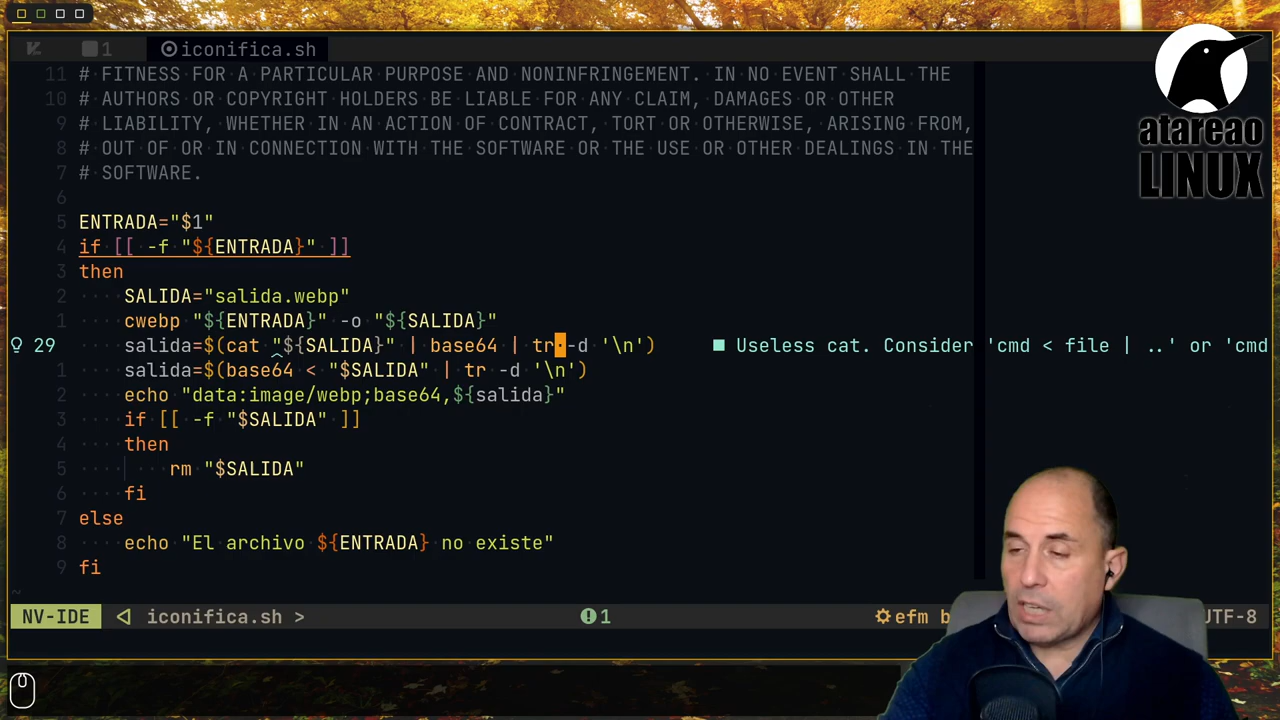 1 iconifica.sh
atareao
LINUX
11 # FITNESS FOR A PARTICULAR PURPOSE AND NONINFRINGEMENT. IN NO EVENT SHALL THE
10 # AUTHORS OR COPYRIGHT HOLDERS BE LIABLE FOR ANY CLAIM, DAMAGES OR OTHER
9 # LIABILITY, WHETHER IN AN ACTION OF CONTRACT, TORT OR OTHERWISE, ARISING FROM,
8 # OUT OF OR IN CONNECTION WITH THE SOFTWARE OR THE USE OR OTHER DEALINGS IN THE
7 # SOFTWARE.
6
5 ENTRADA="$1"
4 if [[ -f "${ENTRADA}" ]]
3 then
2 SALIDA="salida.webp"
1 cwebp "${ENTRADA}" -o "${SALIDA}"
29 salida=$(cat "${SALIDA}" | base64 | tr -d '\n') ■ Useless cat. Consider 'cmd < file | ..' or 'cmd
1 salida=$(base64 < "$SALIDA" | tr -d '\n')
2 echo "data:image/webp;base64,${salida}"
3 if [[ -f "$SALIDA" ]]
4 then
5 rm "$SALIDA"
6 fi
7 else
8 echo "El archivo ${ENTRADA} no existe"
9 fi
~
NV-IDE iconifica.sh > 1 efm b UTF-8